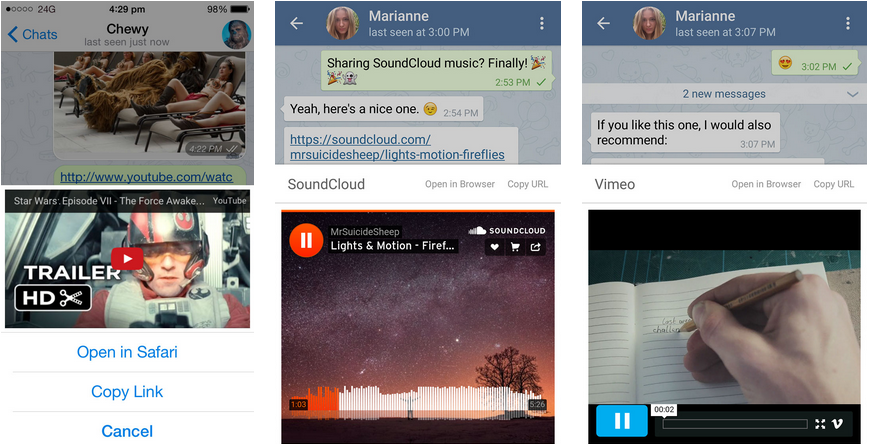 24G
4:29 pm
98%
Chats
Chewy
last seen just now
4:22 PM
http://www.youtube.com/watc
Star Wars: Episode VII - The Force Awake...
YouTube
TRAILER
HD
Open in Safari
Copy Link
Cancel
Marianne
last seen at 3:00 PM
Sharing SoundCloud music? Finally! 🎉
🎉👻
2:53 PM
Yeah, here's a nice one. 😉
2:54 PM
https://soundcloud.com/
mrsuicidesheep/lights-motion-fireflies
SoundCloud
Open in Browser
Copy URL
MrSuicideSheep
Lights & Motion - Firef...
SOUNDCLOUD
1:03
5:26
Marianne
last seen at 3:07 PM
😍
3:02 PM
2 new messages
If you like this one, I would also
recommend:
3:07 PM
Vimeo
Open in Browser
Copy URL
00:02